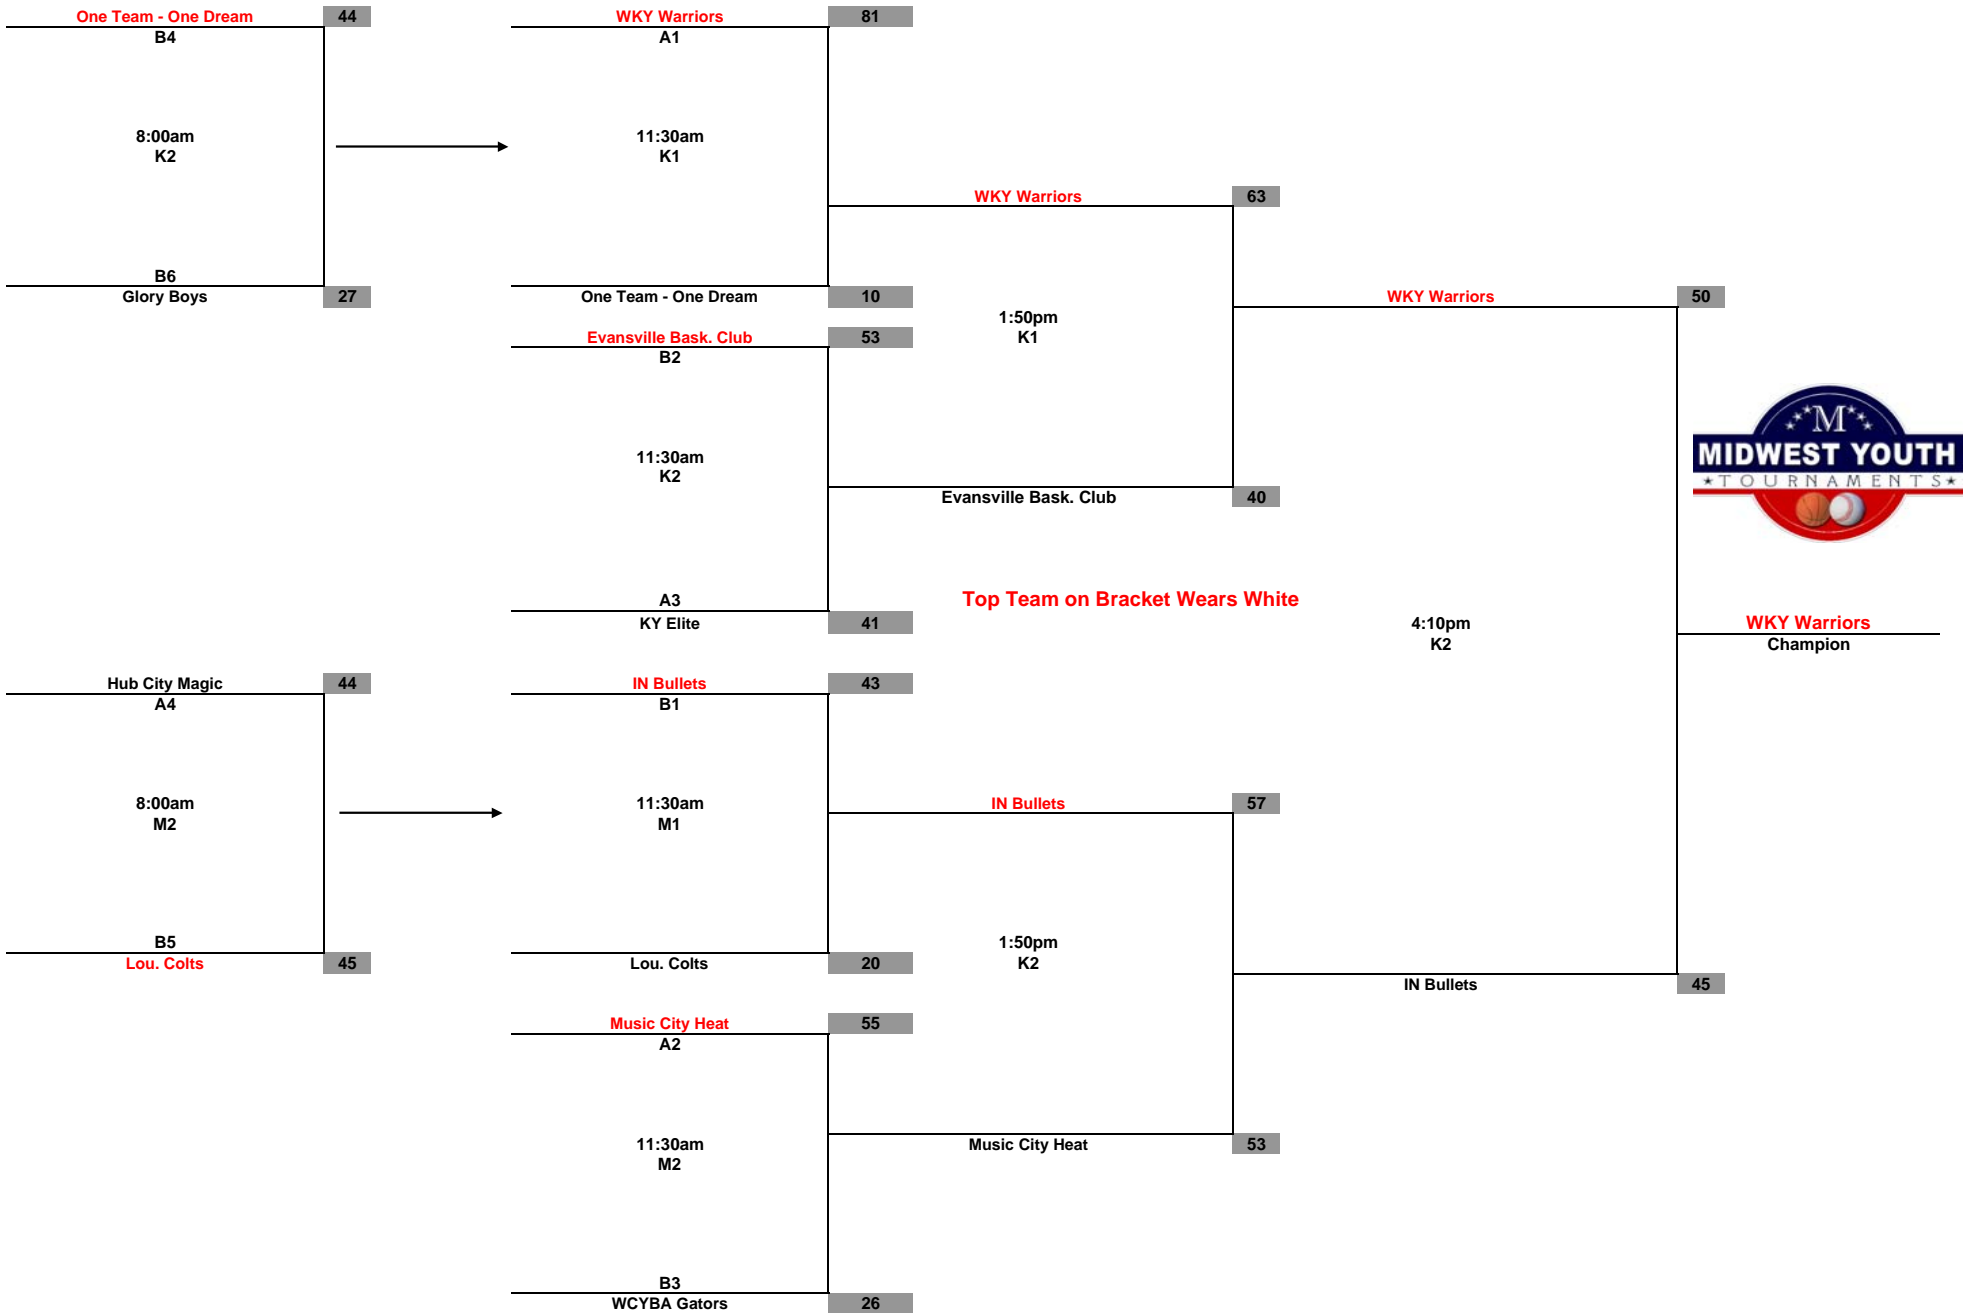 One Team - One Dream 44 WKY Warriors 81
B4 A1
8:00am 11:30am
K2 K1
WKY Warriors 63
B6
Glory Boys 27 One Team - One Dream 10 WKY Warriors 50
1:50pm
Evansville Bask. Club 53 K1
B2
M
MIDWEST YOUTH
TOURNAMENTS
11:30am
K2
Evansville Bask. Club 40
A3 Top Team on Bracket Wears White
KY Elite 41 4:10pm WKY Warriors
K2 Champion
Hub City Magic 44 IN Bullets 43
A4 B1
8:00am 11:30am IN Bullets 57
M2 M1
B5 1:50pm
Lou. Colts 45 Lou. Colts 20 K2
IN Bullets 45
Music City Heat 55
A2
11:30am Music City Heat 53
M2
B3
WCYBA Gators 26